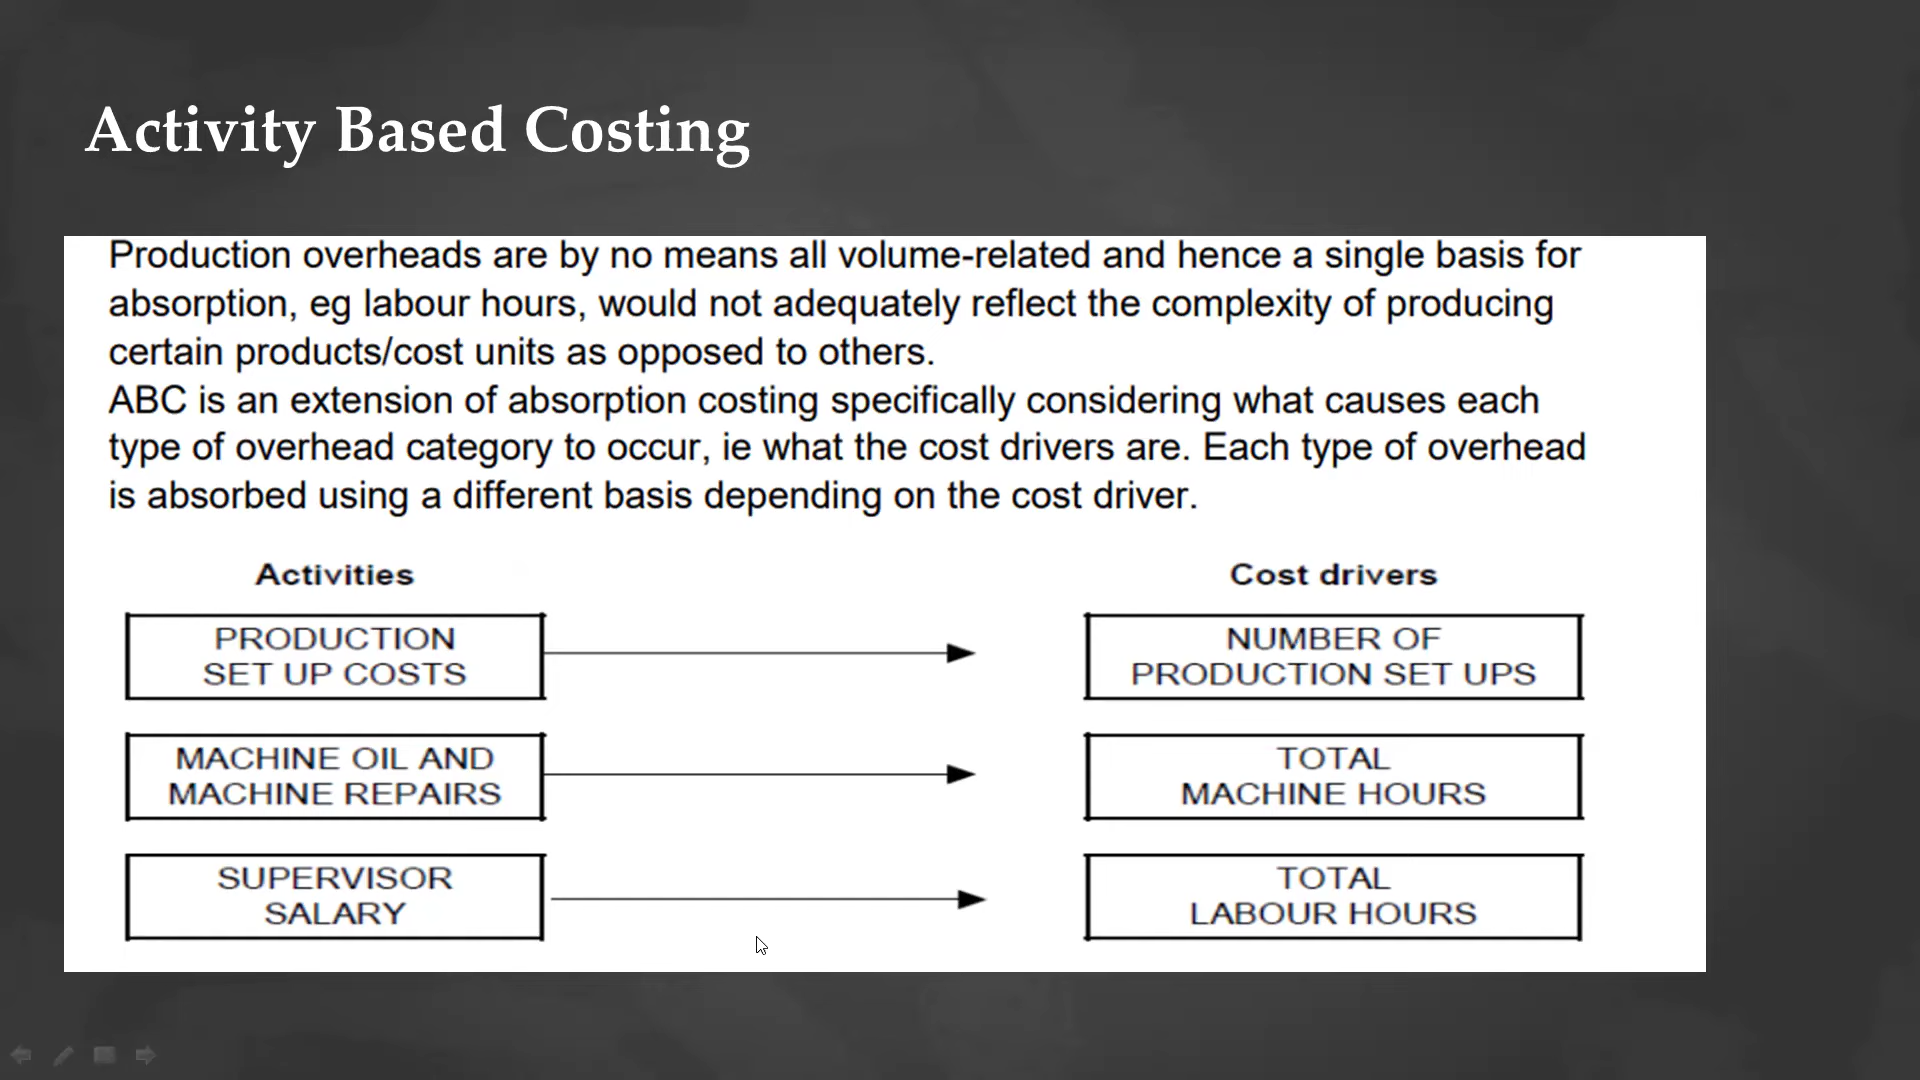 Activity Based Costing
Production overheads are by no means all volume-related and hence a single basis for
absorption, eg labour hours, would not adequately reflect the complexity of producing
certain products/cost units as opposed to others.
ABC is an extension of absorption costing specifically considering what causes each
type of overhead category to occur, ie what the cost drivers are. Each type of overhead
is absorbed using a different basis depending on the cost driver.
Activities
Cost drivers
PRODUCTION
SET UP COSTS
NUMBER OF
PRODUCTION SET UPS
MACHINE OIL AND
MACHINE REPAIRS
TOTAL
MACHINE HOURS
SUPERVISOR
SALARY
TOTAL
LABOUR HOURS